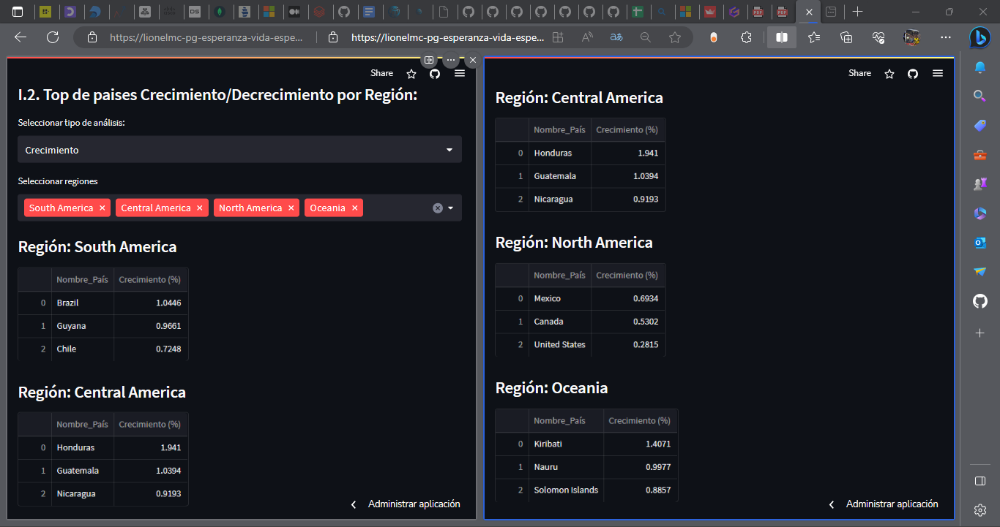 https://lionelmc-pg-esperanza-vida-espe...
https://lionelmc-pg-esperanza-vida-espe...
Share
I.2. Top de paises Crecimiento/Decrecimiento por Región:
Seleccionar tipo de análisis:
Crecimiento
Seleccionar regiones
South America × Central America × North America × Oceania ×
Región: South America
Nombre_País Crecimiento (%)
0 Brazil 1.0446
1 Guyana 0.9661
2 Chile 0.7248
Región: Central America
Nombre_País Crecimiento (%)
0 Honduras 1.941
1 Guatemala 1.0394
2 Nicaragua 0.9193
Administrar aplicación
Share
Región: Central America
Nombre_País Crecimiento (%)
0 Honduras 1.941
1 Guatemala 1.0394
2 Nicaragua 0.9193
Región: North America
Nombre_País Crecimiento (%)
0 Mexico 0.6934
1 Canada 0.5302
2 United States 0.2815
Región: Oceania
Nombre_País Crecimiento (%)
0 Kiribati 1.4071
1 Nauru 0.9977
2 Solomon Islands 0.8857
Administrar aplicación